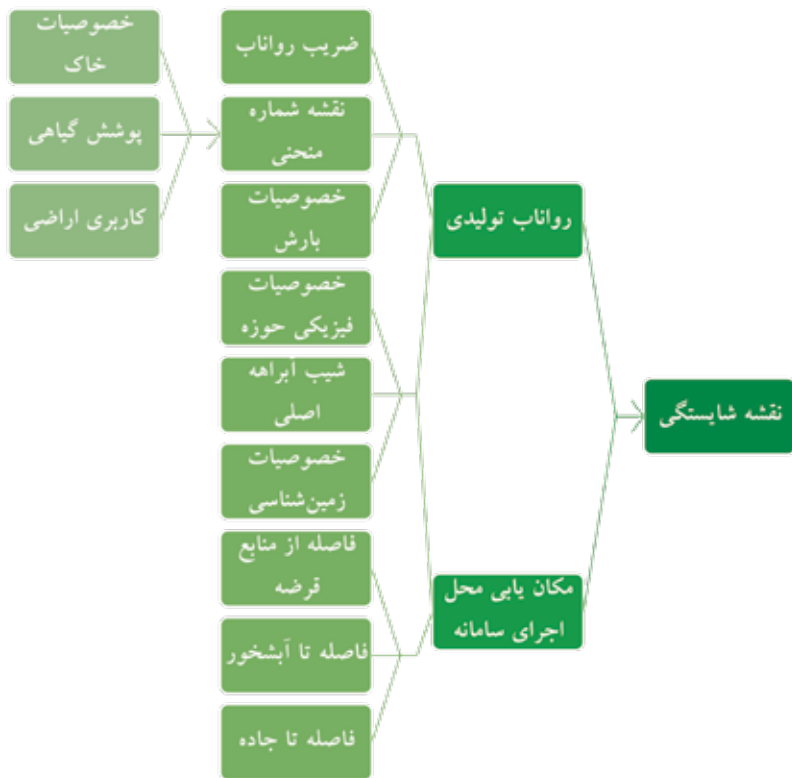 خصوصیات
خاک
پوشش گیاهی
کاربری اراضی
ضریب رواناب
نقشه شماره
منحنی
خصوصیات
بارش
خصوصیات
فیزیکی حوزه
شیب آبراهه
اصلی
خصوصیات
زمین‌شناسی
فاصله از منابع
قرضه
فاصله تا آبشخور
فاصله تا جاده
رواناب تولیدی
مکان یابی محل
اجرای سامانه
نقشه شایستگی